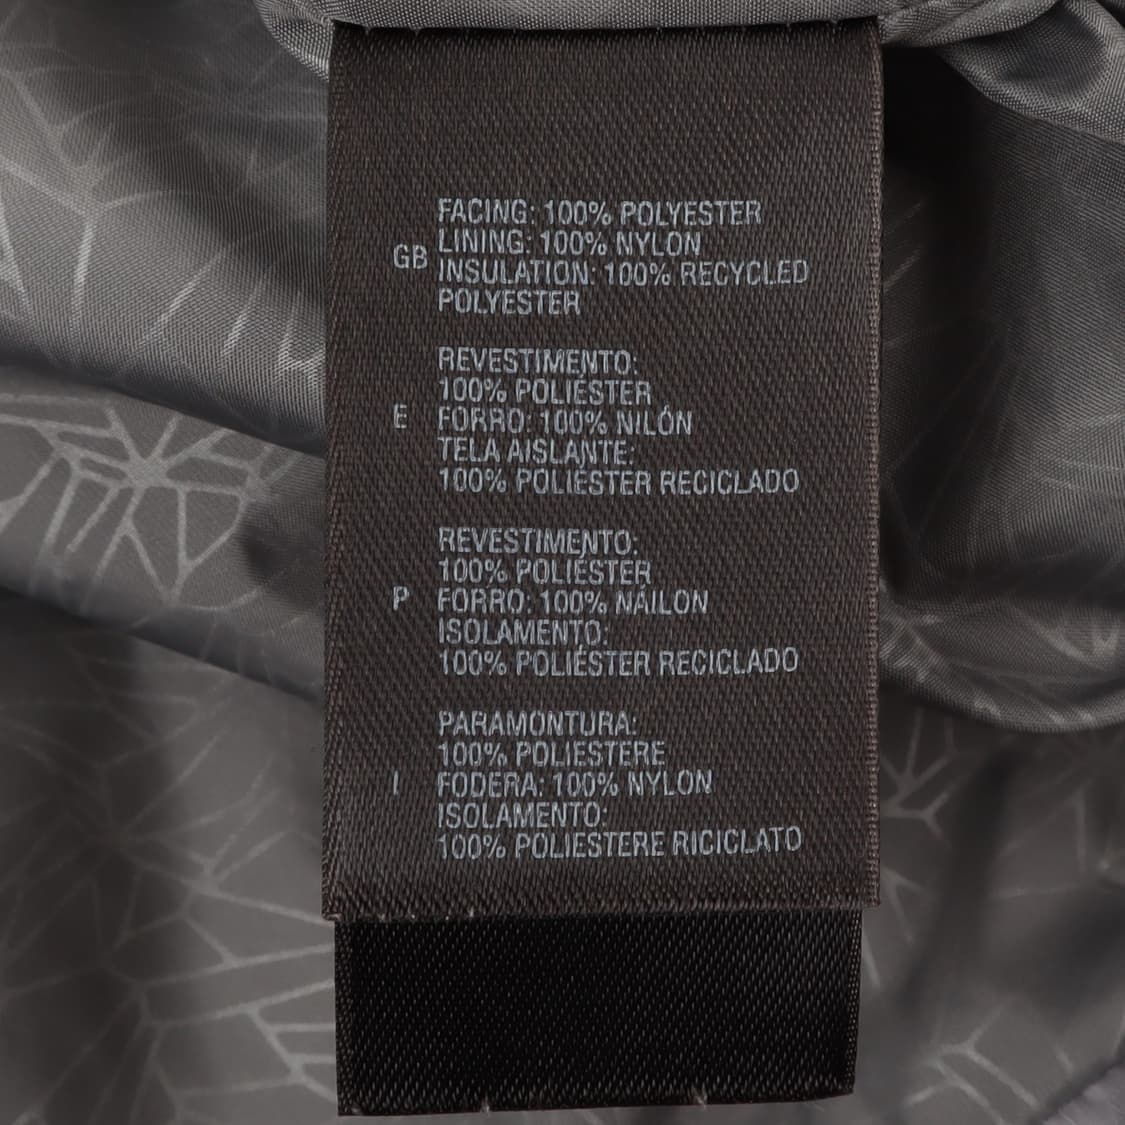 GB
FACING: 100% POLYESTER
LINING: 100% NYLON
INSULATION: 100% RECYCLED
POLYESTER
E
REVESTIMENTO:
100% POLIÉSTER
FORRO: 100% NILÓN
TELA AISLANTE:
100% POLIÉSTER RECICLADO
P
REVESTIMENTO:
100% POLIÉSTER
FORRO: 100% NÁILON
ISOLAMENTO:
100% POLIÉSTER RECICLADO
I
PARAMONTURA:
100% POLIESTERE
FODERA: 100% NYLON
ISOLAMENTO:
100% POLIESTERE RICICLATO